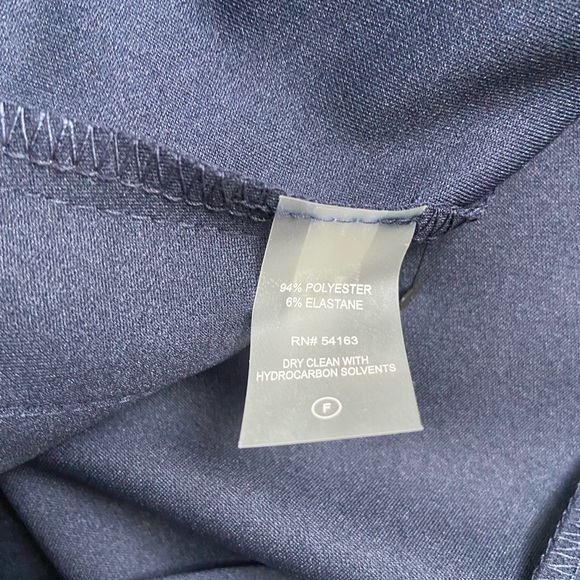 94% POLYESTER
6% ELASTANE
RN# 54163
DRY CLEAN WITH
HYDROCARBON SOLVENTS
F